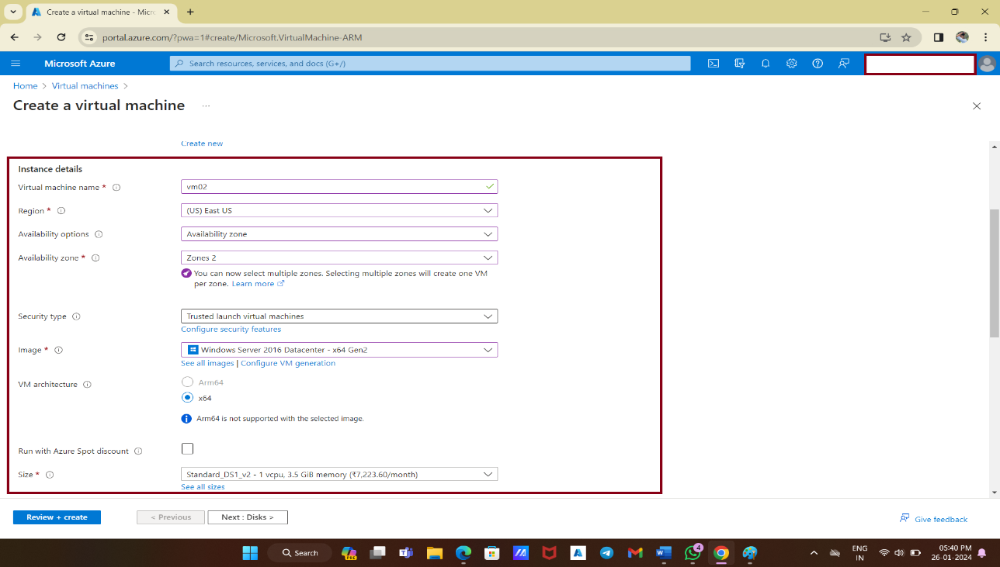 Create a virtual machine - Micr
portal.azure.com/?pwa=1#create/Microsoft.VirtualMachine-ARM
Microsoft Azure
Search resources, services, and docs (G+/)
Home > Virtual machines >
Create a virtual machine ...
Create new
Instance details
Virtual machine name *
vm02
Region *
(US) East US
Availability options
Availability zone
Availability zone *
Zones 2
You can now select multiple zones. Selecting multiple zones will create one VM
per zone. Learn more
Security type
Trusted launch virtual machines
Configure security features
Image *
Windows Server 2016 Datacenter - x64 Gen2
See all images | Configure VM generation
VM architecture
Arm64
x64
Arm64 is not supported with the selected image.
Run with Azure Spot discount
Size *
Standard_DS1_v2 - 1 vcpu, 3.5 GiB memory (₹7,223.60/month)
See all sizes
Review + create
< Previous
Next : Disks >
Give feedback
Search
PRE
4
ENG
IN
05:40 PM
26-01-2024